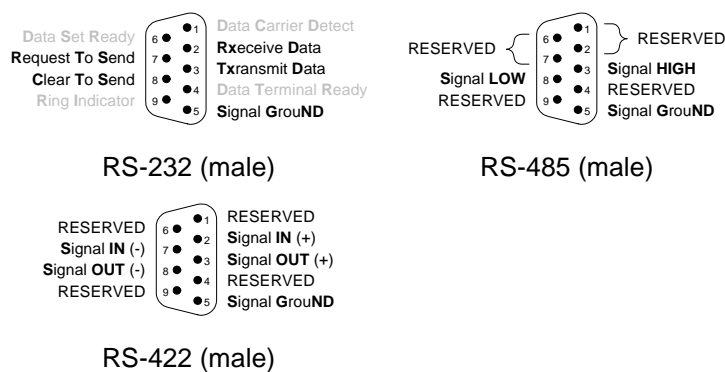 Data Set Ready
Request To Send
Clear To Send
Ring Indicator
6
7
8
9
1
2
3
4
5
Data Carrier Detect
Rxeceive Data
Txransmit Data
Data Terminal Ready
Signal GrouND
RS-232 (male)
RESERVED
Signal LOW
RESERVED
6
7
8
9
1
2
3
4
5
RESERVED
Signal HIGH
RESERVED
Signal GrouND
RS-485 (male)
RESERVED
Signal IN (-)
Signal OUT (-)
RESERVED
6
7
8
9
1
2
3
4
5
RESERVED
Signal IN (+)
Signal OUT (+)
RESERVED
Signal GrouND
RS-422 (male)